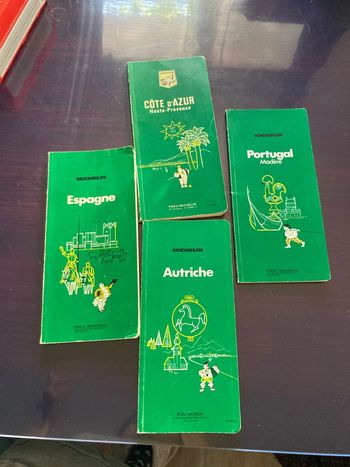 CÔTE D'AZUR
Haute-Provence
PNEU MICHELIN
MICHELIN
Espagne
PNEU MICHELIN
MICHELIN
Portugal
Madère
PNEU MICHELIN
MICHELIN
Autriche
PNEU MICHELIN